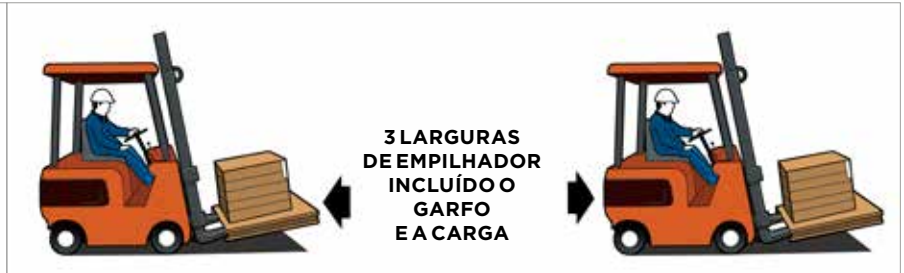 3 LARGURAS
DE EMPILHADOR
INCLUÍDO O
GARFO
E A CARGA